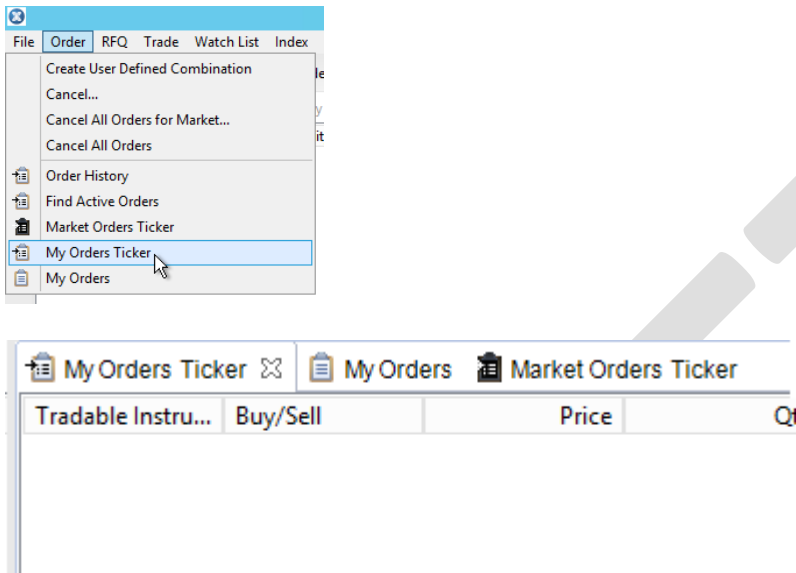 File Order RFQ Trade Watch List Index
Create User Defined Combination
Cancel...
Cancel All Orders for Market...
Cancel All Orders
Order History
Find Active Orders
Market Orders Ticker
My Orders Ticker
My Orders
My Orders Ticker My Orders Market Orders Ticker
Tradable Instru... Buy/Sell Price